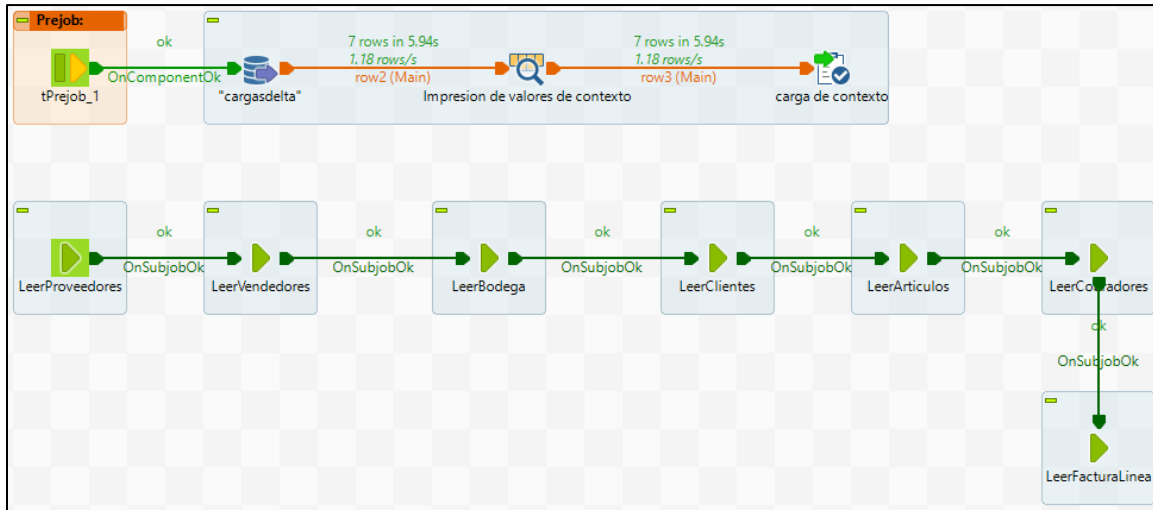 Prejob:
ok
OnComponentOk
tPrejob_1
"cargasdelta"
7 rows in 5.94s
1.18 rows/s
row2 (Main)
Impresion de valores de contexto
7 rows in 5.94s
1.18 rows/s
row3 (Main)
carga de contexto
ok
ok
ok
ok
ok
OnSubjobOk
OnSubjobOk
OnSubjobOk
OnSubjobOk
OnSubjobOk
LeerProveedores
LeerVendedores
LeerBodega
LeerClientes
LeerArticulos
LeerCobradores
ok
OnSubjobOk
LeerFacturaLinea